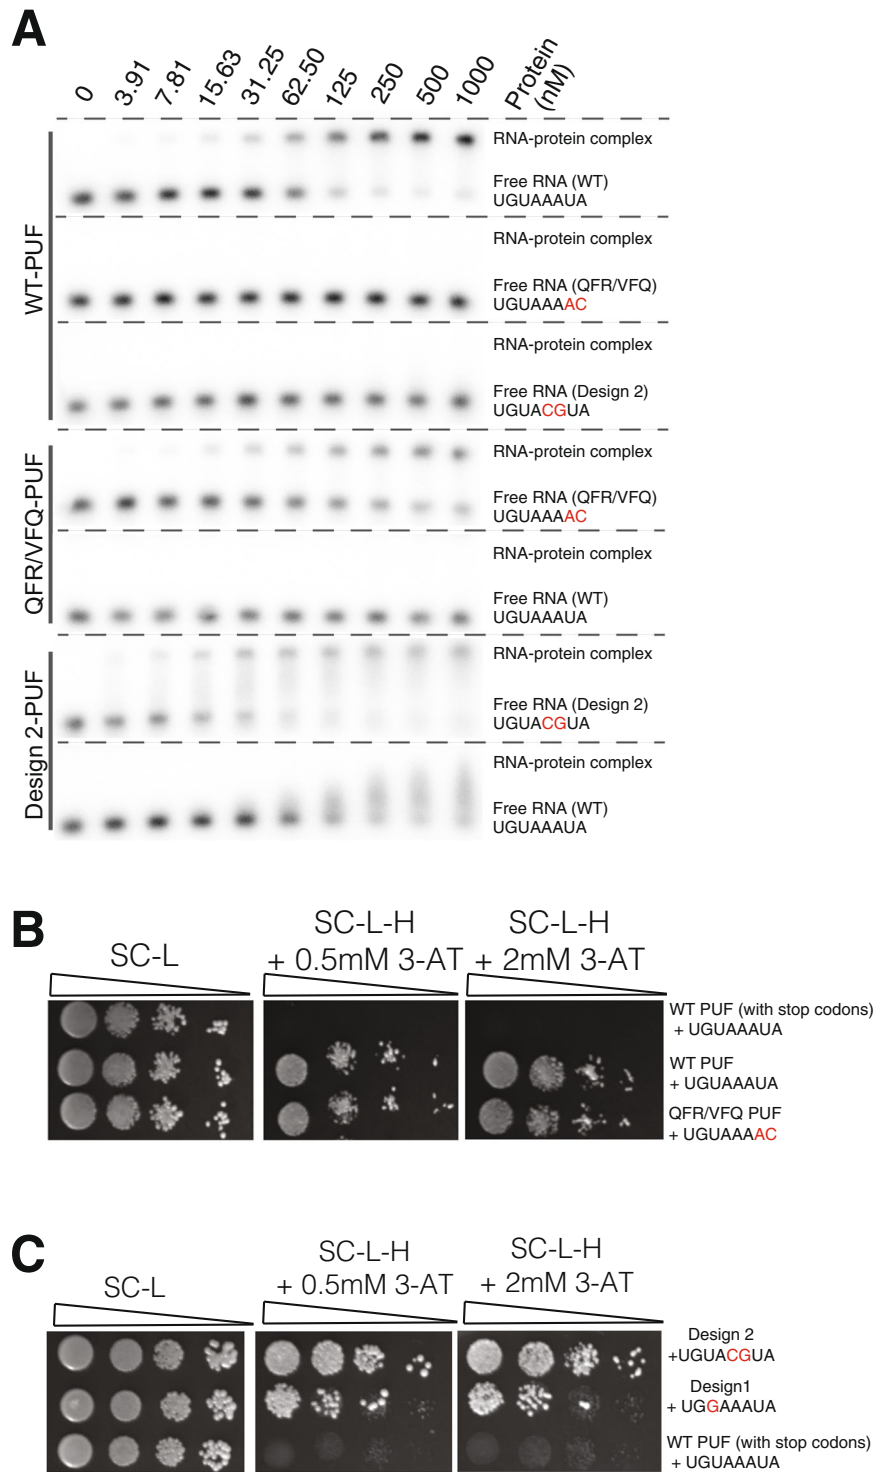 A
0 3.91 7.81 15.63 31.25 62.50 125 250 500 1000 Protein
(nM)
WT-PUF
RNA-protein complex
Free RNA (WT)
UGUAAAUA
RNA-protein complex
Free RNA (QFR/VFQ)
UGUAAAAC
RNA-protein complex
Free RNA (Design 2)
UGUACGUA
QFR/VFQ-PUF
RNA-protein complex
Free RNA (QFR/VFQ)
UGUAAAAC
RNA-protein complex
Free RNA (WT)
UGUAAAUA
Design 2-PUF
RNA-protein complex
Free RNA (Design 2)
UGUACGUA
RNA-protein complex
Free RNA (WT)
UGUAAAUA
B
SC-L
SC-L-H
+ 0.5mM 3-AT
SC-L-H
+ 2mM 3-AT
WT PUF (with stop codons)
+ UGUAAAUA
WT PUF
+ UGUAAAUA
QFR/VFQ PUF
+ UGUAAAAC
C
SC-L
SC-L-H
+ 0.5mM 3-AT
SC-L-H
+ 2mM 3-AT
Design 2
+UGUACGUA
Design1
+ UGGAAAUA
WT PUF (with stop codons)
+ UGUAAAUA